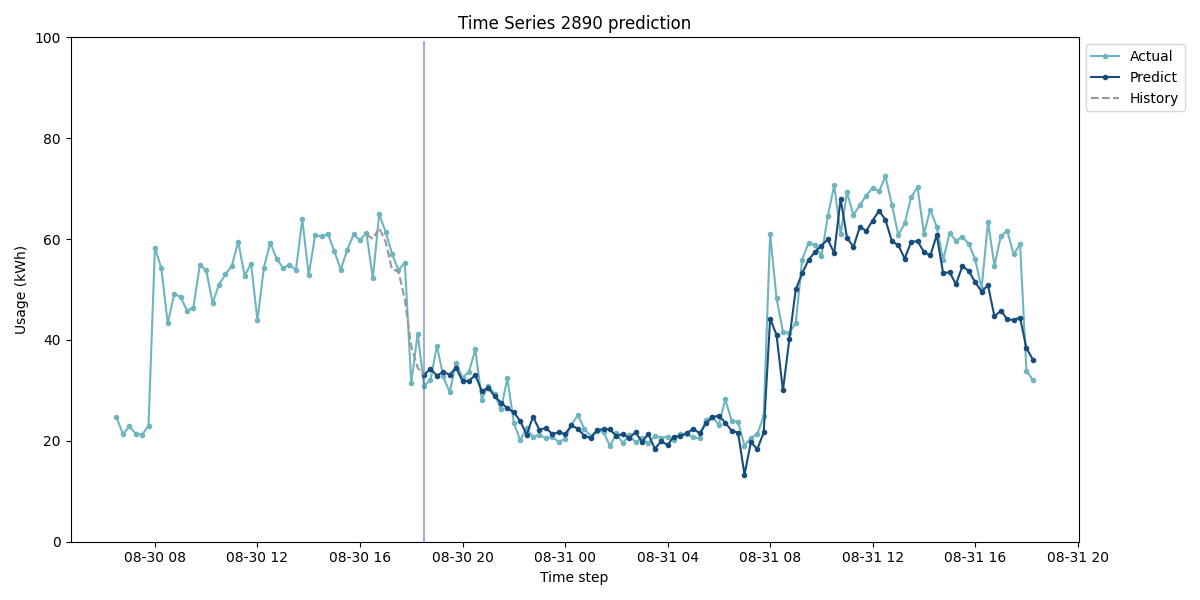 Time Series 2890 prediction
100
80
60
40
20
0
Usage (kWh)
08-30 08
08-30 12
08-30 16
08-30 20
08-31 00
08-31 04
08-31 08
08-31 12
08-31 16
08-31 20
Time step
Actual
Predict
History